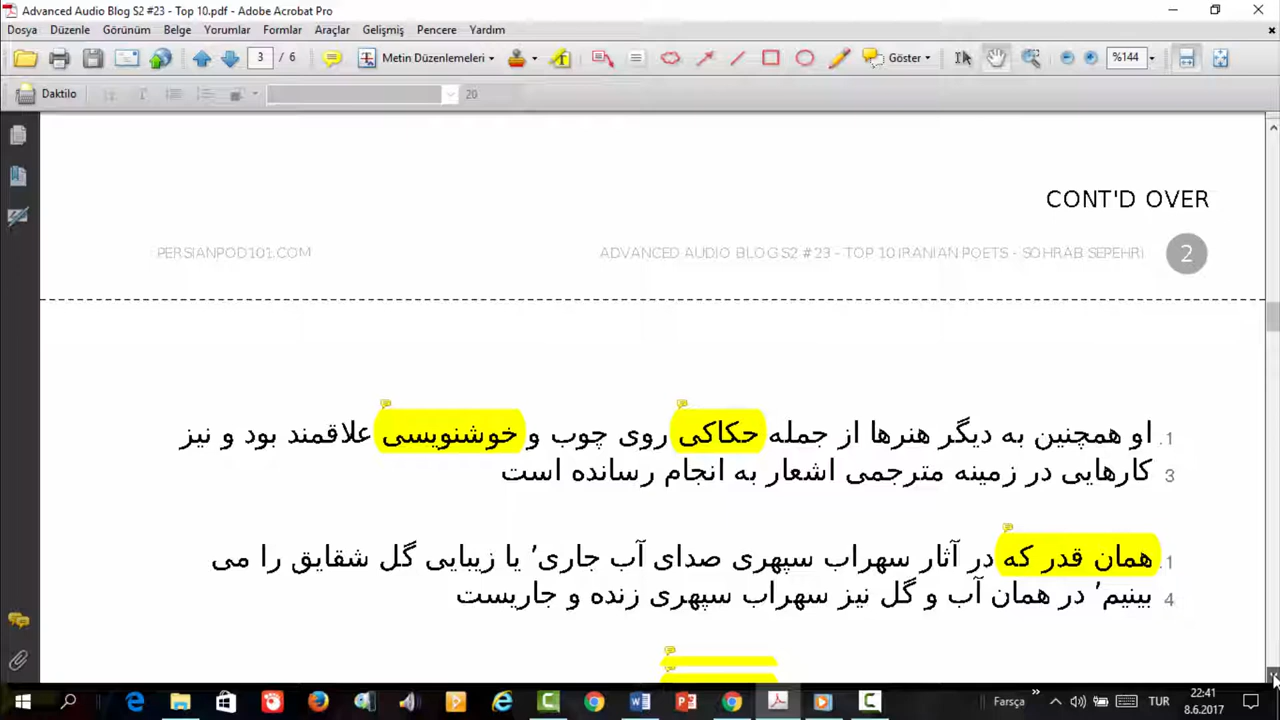 Advanced Audio Blog S2 #23 - Top 10.pdf - Adobe Acrobat Pro
Dosya Düzenle Görünüm Belge Yorumlar Formlar Araçlar Gelişmiş Pencere Yardım
3 / 6 Metin Düzenlemeleri Göster %144
Daktilo 20
CONT'D OVER
PERSIANPOD101.COM ADVANCED AUDIO BLOG S2 #23 - TOP 10 IRANIAN POETS - SOHRAB SEPEHRI 2
1. او همچنین به دیگر هنرها از جمله حکاکی روی چوب و خوشنویسی علاقمند بود و نیز
3 کارهایی در زمینه مترجمی اشعار به انجام رسانده است
1. همان قدر که در آثار سهراب سپهری صدای آب جاری٬ یا زیبایی گل شقایق را می
4 بینیم٬ در همان آب و گل نیز سهراب سپهری زنده و جاریست
Farsça TUR 22:41
8.6.2017